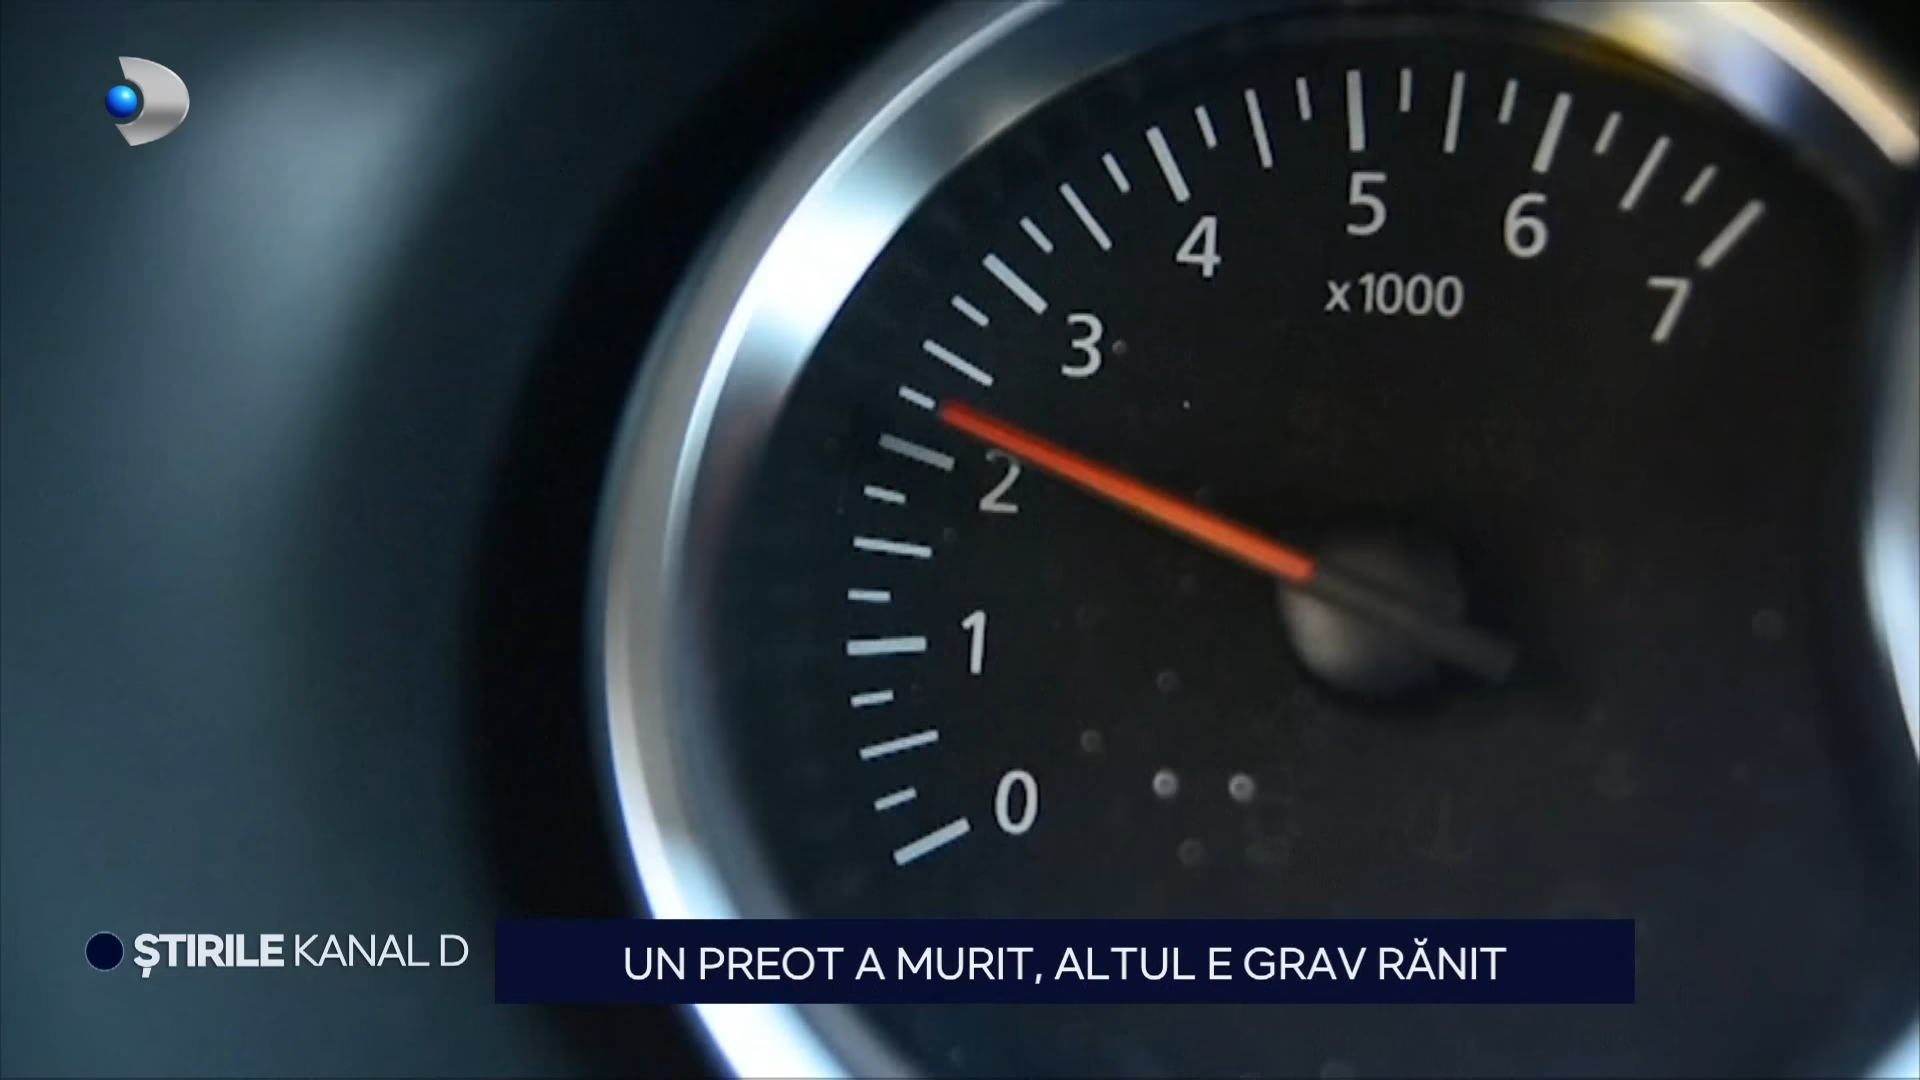 5
4
6
x1000
7
3
2
1
0
ȘTIRILE KANAL D
UN PREOT A MURIT, ALTUL E GRAV RĂNIT